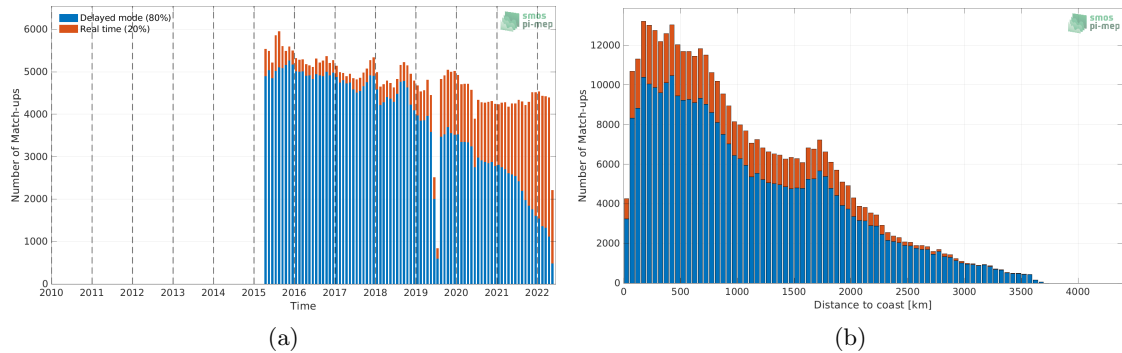 Delayed mode (80%)
Real time (20%)
smos
pi-mep
Number of Match-ups
6000
5000
4000
3000
2000
1000
0
2010 2011 2012 2013 2014 2015 2016 2017 2018 2019 2020 2021 2022
Time
(a)
smos
pi-mep
Number of Match-ups
12000
10000
8000
6000
4000
2000
0
0 500 1000 1500 2000 2500 3000 3500 4000
Distance to coast [km]
(b)